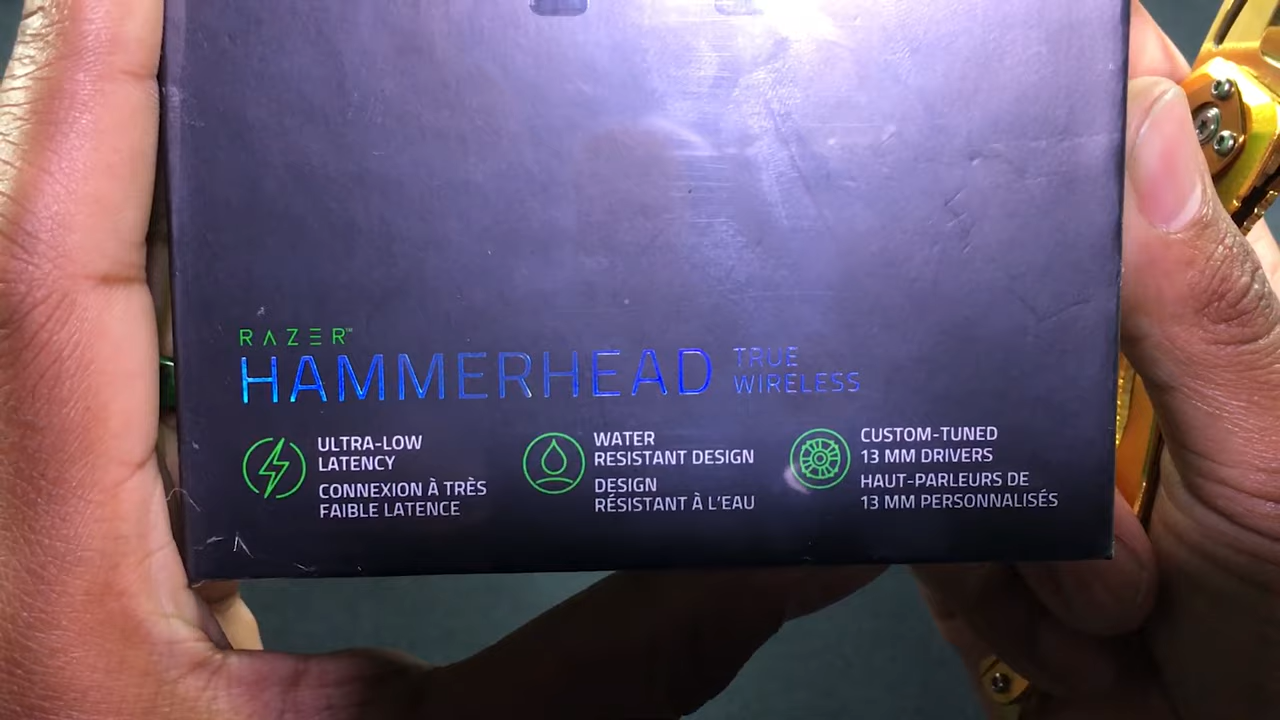 RAZER™
HAMMERHEAD TRUE WIRELESS
ULTRA-LOW
LATENCY
CONNEXION À TRÈS
FAIBLE LATENCE
WATER
RESISTANT DESIGN
DESIGN
RÉSISTANT À L'EAU
CUSTOM-TUNED
13 MM DRIVERS
HAUT-PARLEURS DE
13 MM PERSONNALISÉS